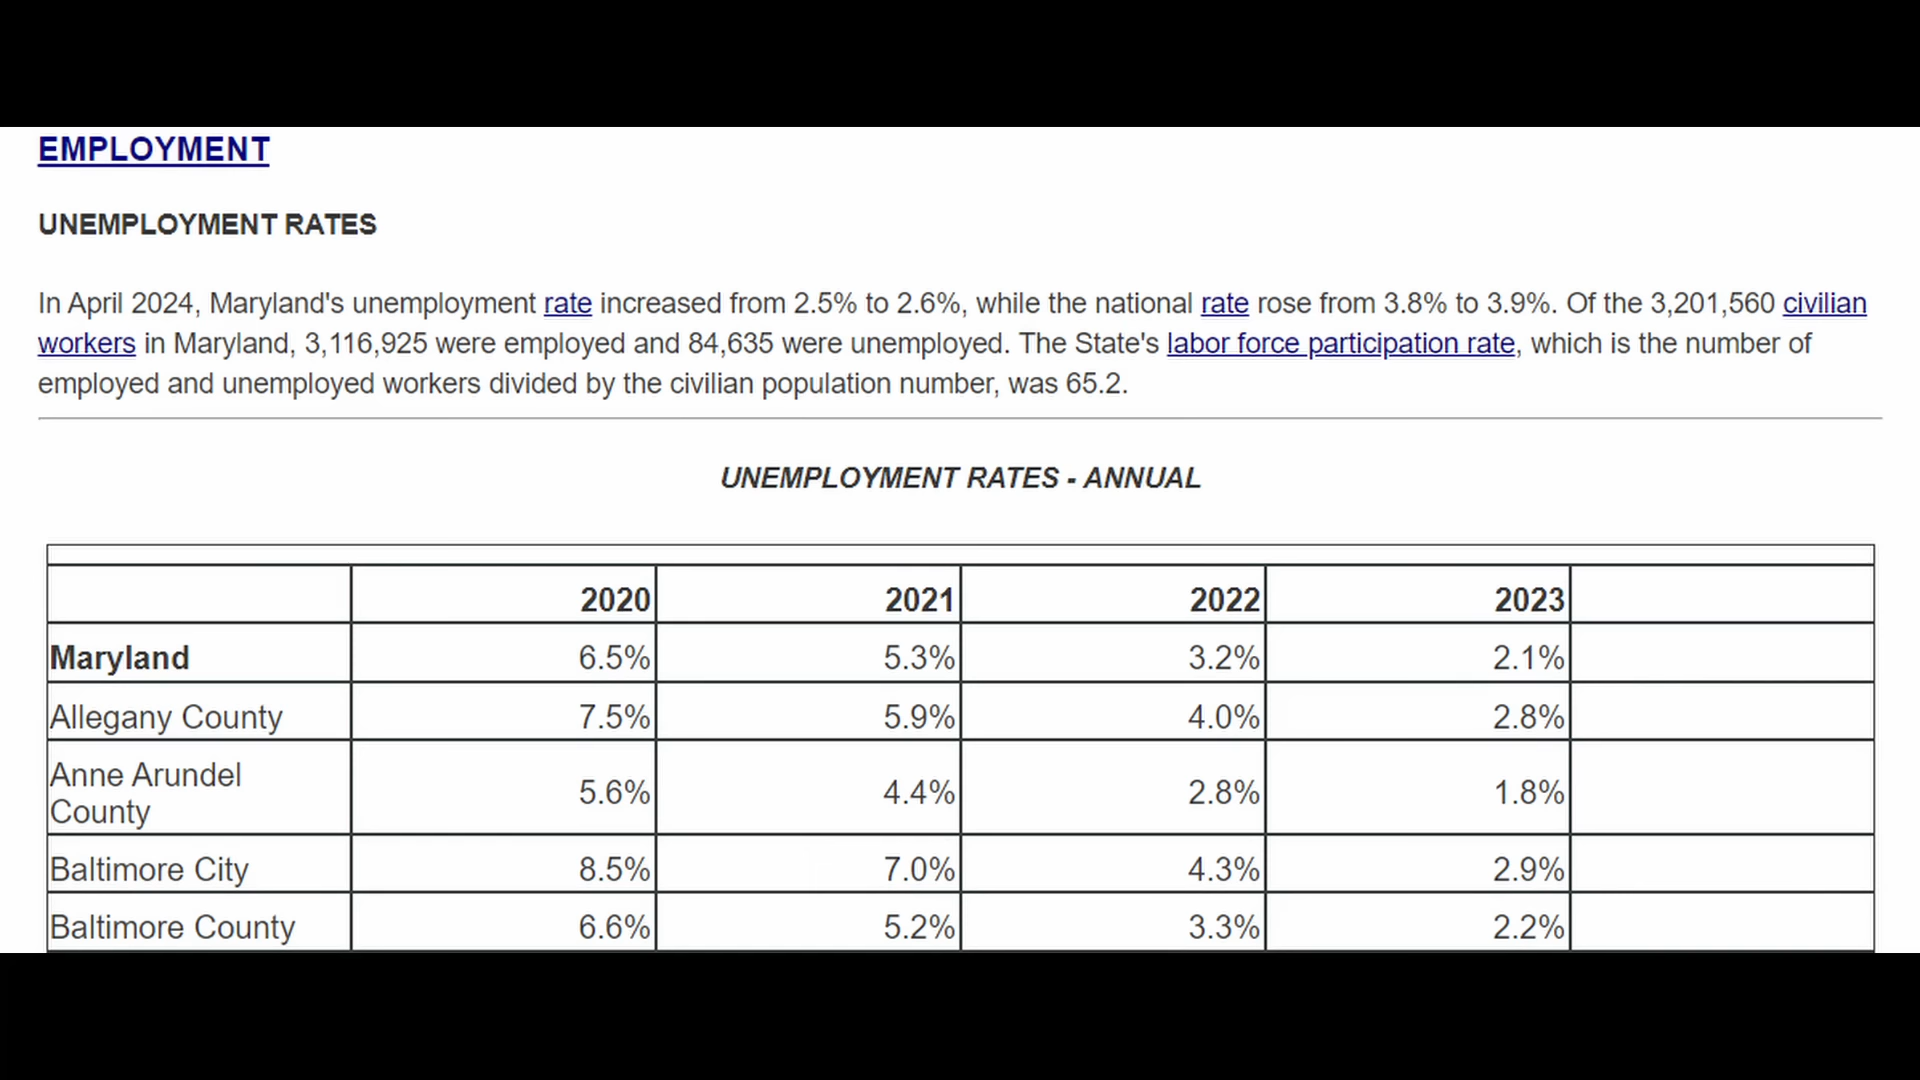 EMPLOYMENT
UNEMPLOYMENT RATES
In April 2024, Maryland's unemployment rate increased from 2.5% to 2.6%, while the national rate rose from 3.8% to 3.9%. Of the 3,201,560 civilian
workers in Maryland, 3,116,925 were employed and 84,635 were unemployed. The State's labor force participation rate, which is the number of
employed and unemployed workers divided by the civilian population number, was 65.2.
UNEMPLOYMENT RATES - ANNUAL
2020 2021 2022 2023
Maryland 6.5% 5.3% 3.2% 2.1%
Allegany County 7.5% 5.9% 4.0% 2.8%
Anne Arundel
County 5.6% 4.4% 2.8% 1.8%
Baltimore City 8.5% 7.0% 4.3% 2.9%
Baltimore County 6.6% 5.2% 3.3% 2.2%